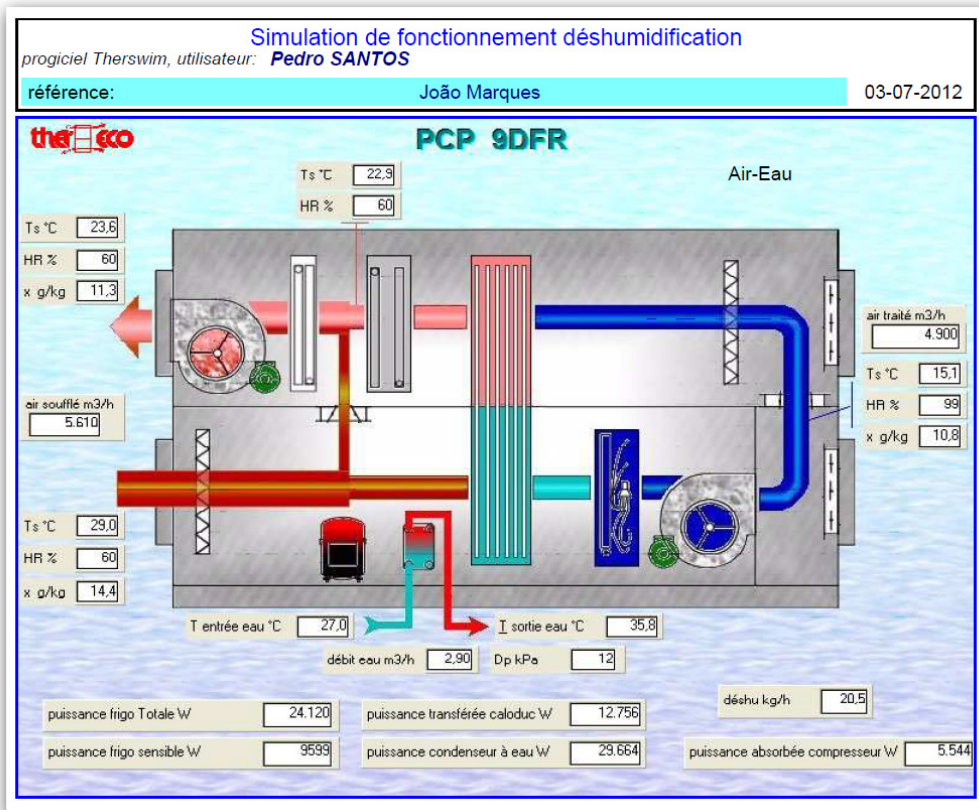 Simulation de fonctionnement déshumidification
progiciel Therswim, utilisateur: Pedro SANTOS
référence: João Marques 03-07-2012
ther ECO
PCP 9DFR
Air-Eau
Ts °C 22,9
HR % 60
Ts °C 23,6
HR % 60
x g/kg 11,3
air traité m3/h
4.900
Ts °C 15,1
HR % 99
x g/kg 10,8
air soufflé m3/h
5.610
Ts °C 29,0
HR % 60
x g/kg 14,4
T entrée eau °C 27,0
T sortie eau °C 35,8
débit eau m3/h 2,90 Dp kPa 12
déshu kg/h 20,5
puissance frigo Totale W 24.120
puissance transférée caloduc W 12.756
puissance frigo sensible W 9599
puissance condenseur à eau W 29.664
puissance absorbée compresseur W 5.544